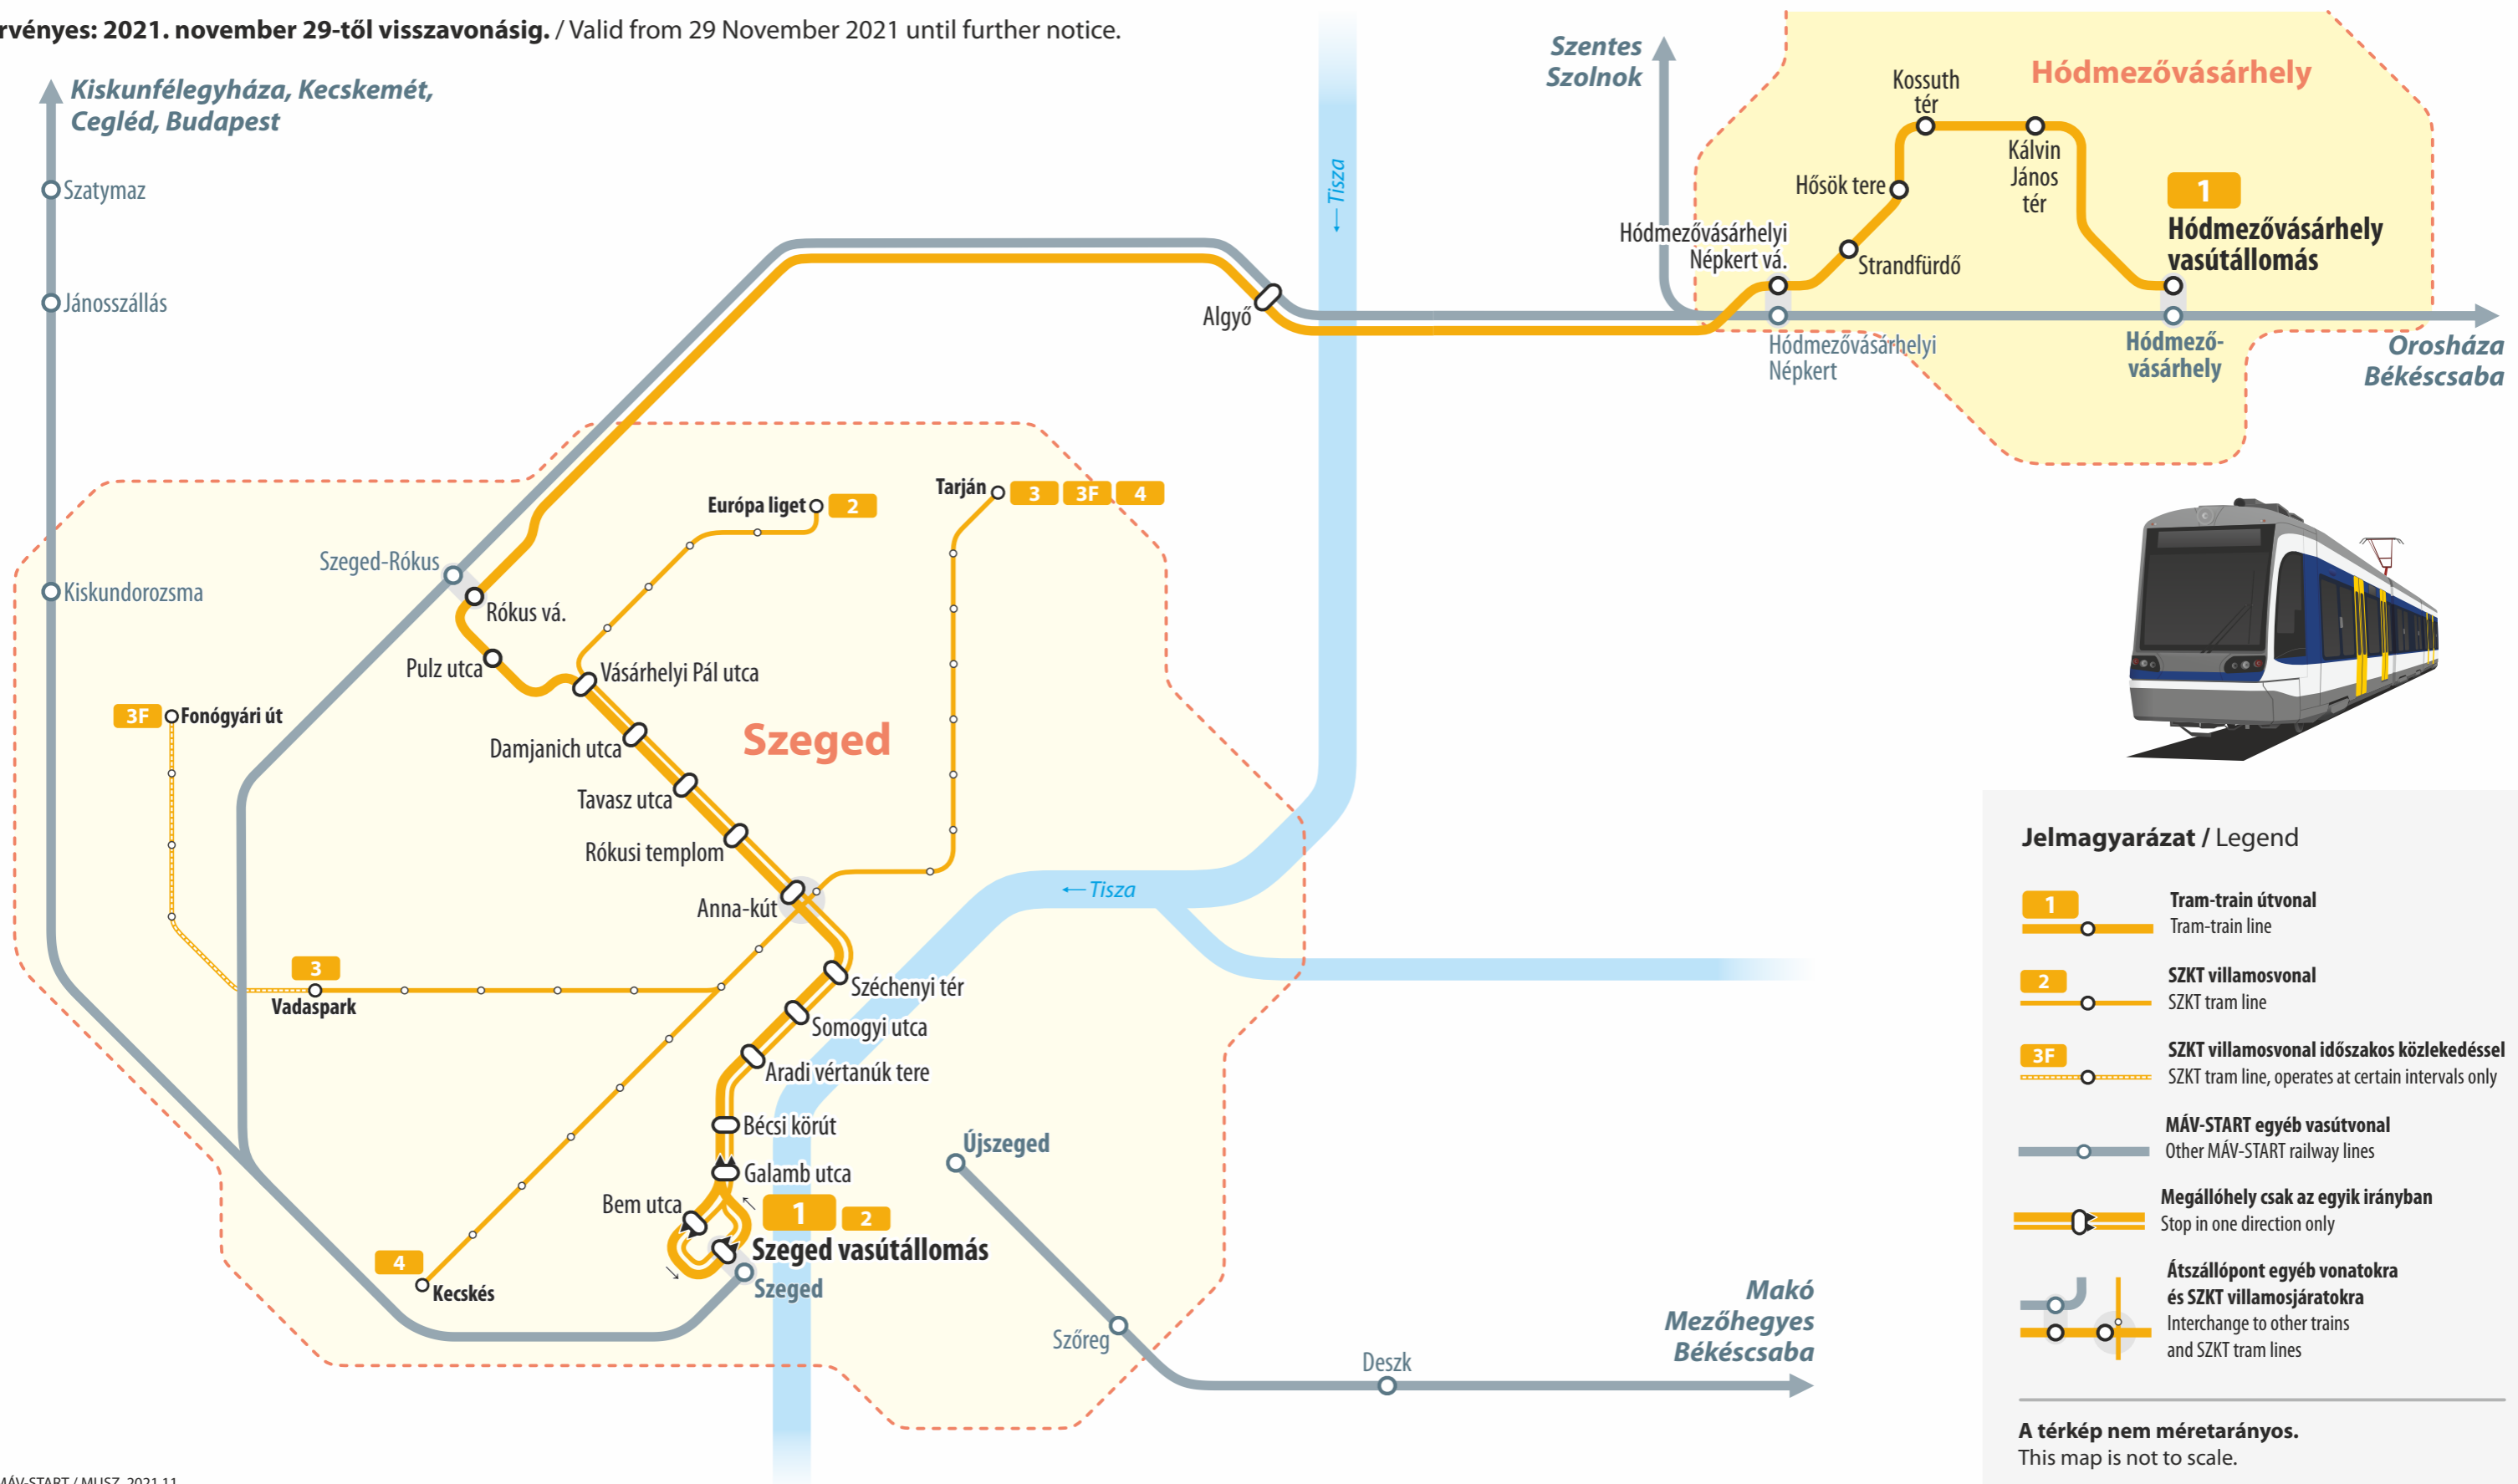 rvényes: 2021. november 29-től visszavonásig. / Valid from 29 November 2021 until further notice.
Kiskunfélegyháza, Kecskemét,
Cegléd, Budapest
Szatymaz
Jánosszállás
Kiskundorozsma
Szentes
Szolnok
← Tisza
Hódmezővásárhely
Kossuth
tér
Kálvin
János
tér
Hősök tere
1
Hódmezővásárhely
vasútállomás
Hódmezővásárhelyi
Népkert vá.
Strandfürdő
Algyő
Hódmezővásárhelyi
Népkert
Hódmező-
vásárhely
Orosháza
Békéscsaba
Európa liget
2
Tarján
3
3F
4
Szeged-Rókus
Rókus vá.
Pulz utca
Vásárhelyi Pál utca
3F
Fonógyári út
Damjanich utca
Szeged
Tavasz utca
Rókusi templom
Anna-kút
← Tisza
3
Vadaspark
Széchenyi tér
Somogyi utca
Aradi vértanúk tere
Bécsi körút
Galamb utca
Bem utca
1
2
Szeged vasútállomás
Szeged
4
Kecskés
Újszeged
Szőreg
Deszk
Makó
Mezőhegyes
Békéscsaba
Jelmagyarázat / Legend
1
Tram-train útvonal
Tram-train line
2
SZKT villamosvonal
SZKT tram line
3F
SZKT villamosvonal időszakos közlekedéssel
SZKT tram line, operates at certain intervals only
MÁV-START egyéb vasútvonal
Other MÁV-START railway lines
Megállóhely csak az egyik irányban
Stop in one direction only
Átszállópont egyéb vonatokra
és SZKT villamosjáratokra
Interchange to other trains
and SZKT tram lines
A térkép nem méretarányos.
This map is not to scale.
MÁV-START / MUSZ, 2021.11.